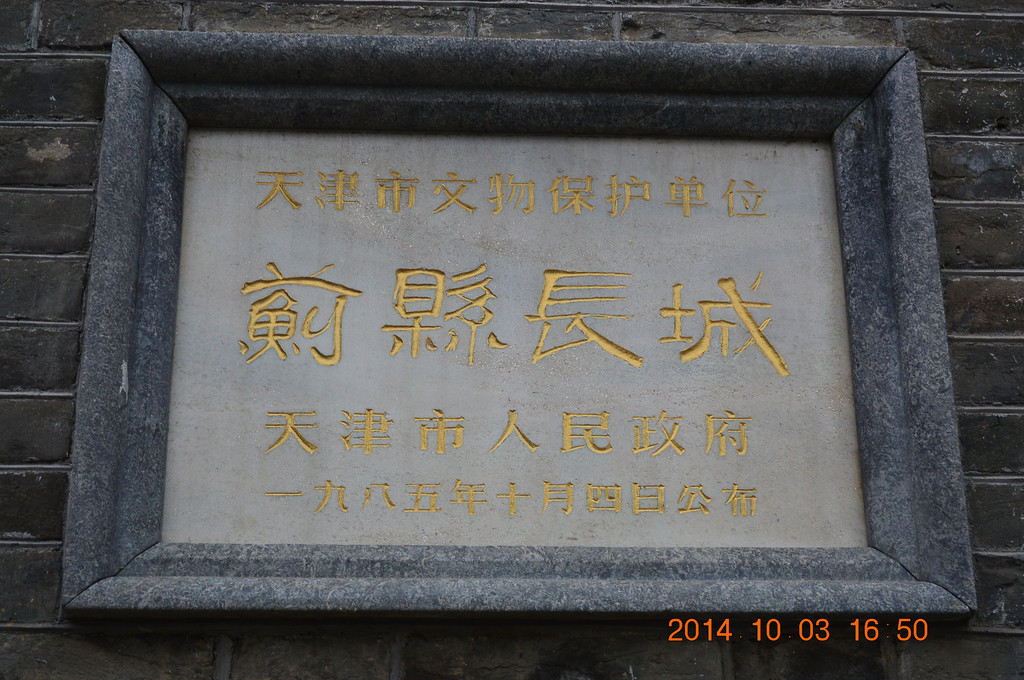 天津市文物保护单位
薊縣長城
天津市人民政府
一九八五年十月四日公布
2014 10 03 16 50